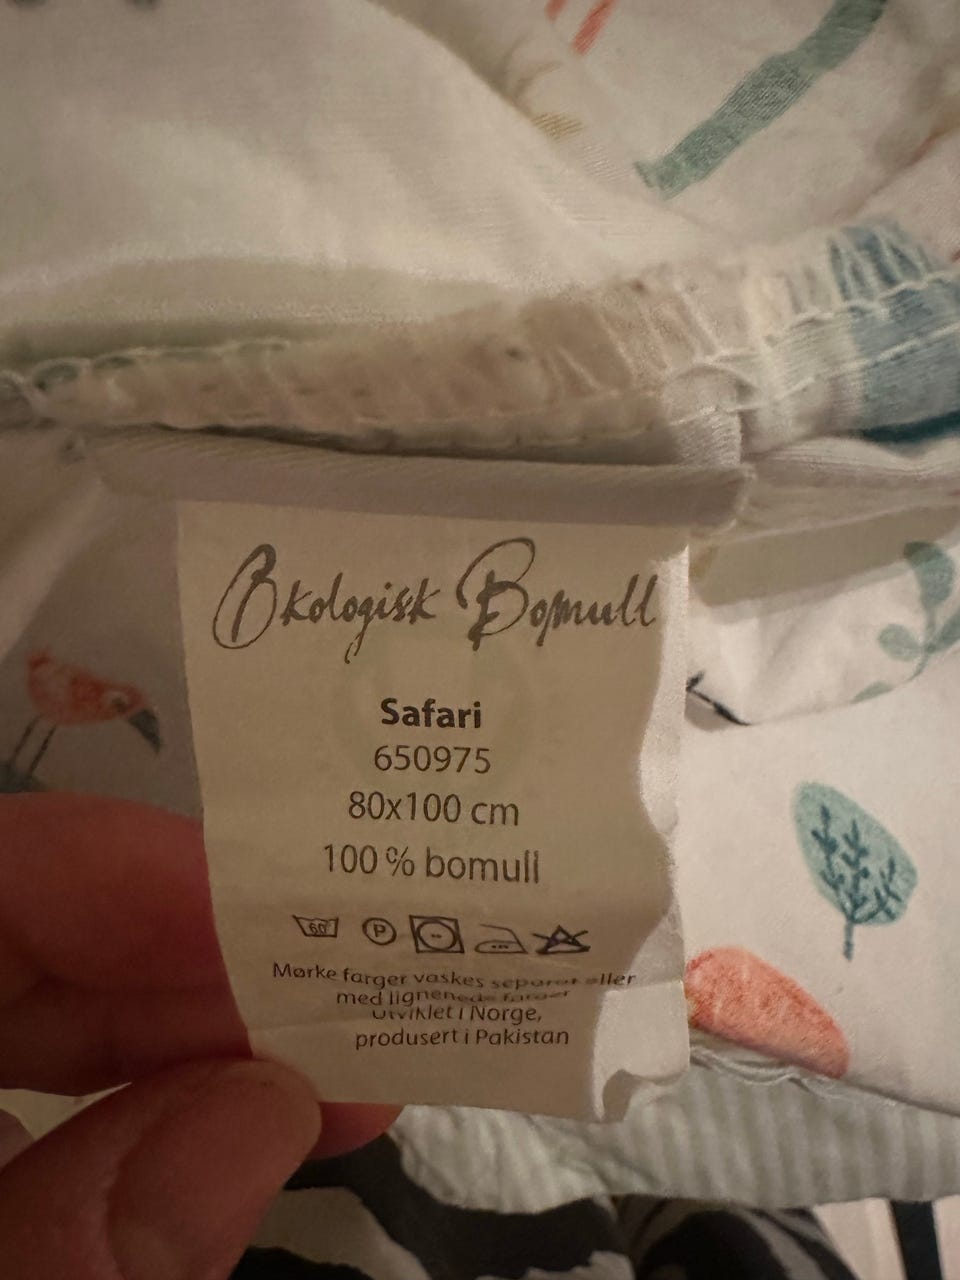 Økologisk Bomull
Safari
650975
80x100 cm
100 % bomull
60° P
Mørke farger vaskes separat eller
med lignende farger
Utviklet i Norge,
produsert i Pakistan